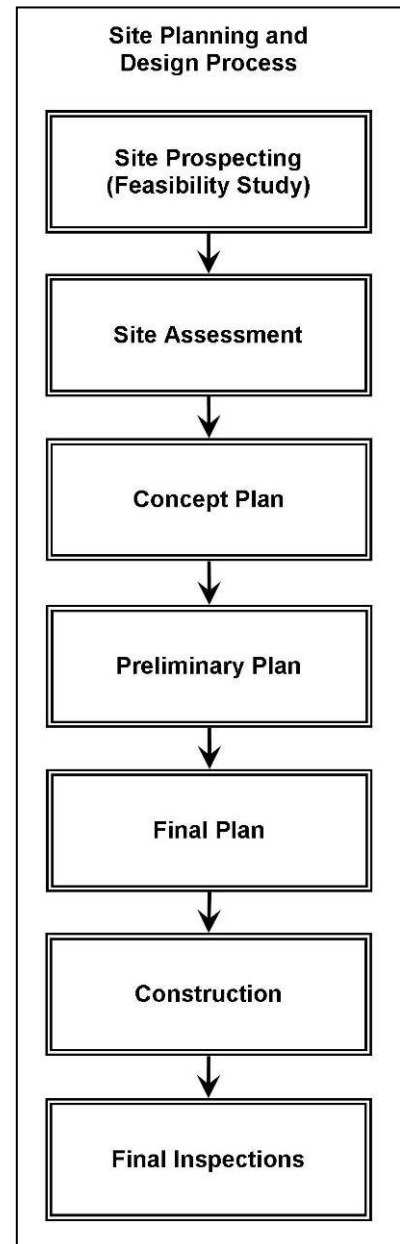 Site Planning and
Design Process
Site Prospecting
(Feasibility Study)
Site Assessment
Concept Plan
Preliminary Plan
Final Plan
Construction
Final Inspections